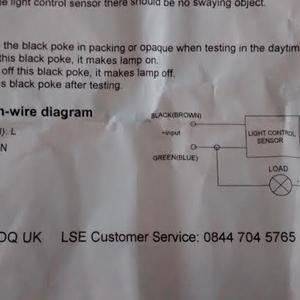 e light control sensor there should be no swaying object.
the black poke in packing or opaque when testing in the daytim
this black poke, it makes lamp on.
off this black poke, it makes lamp off.
s black poke after testing.
n-wire diagram
BLACK(BROWN)
): L
+input
LIGHT CONTROL
SENSOR
N
GREEN(BLUE)
LOAD
DQ UK LSE Customer Service: 0844 704 5765